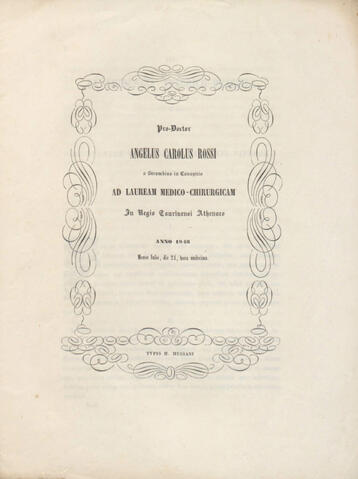 Pro-Doctor
ANGELUS CAROLUS ROSSI
a Strambino in Canapitio
AD LAUREAM MEDICO-CHIRURGICAM
In Regio Taurinensi Athenaeo
ANNO 1848
Mense Julio, die 21, hora undecima.
TYPIS H. MUSSANI